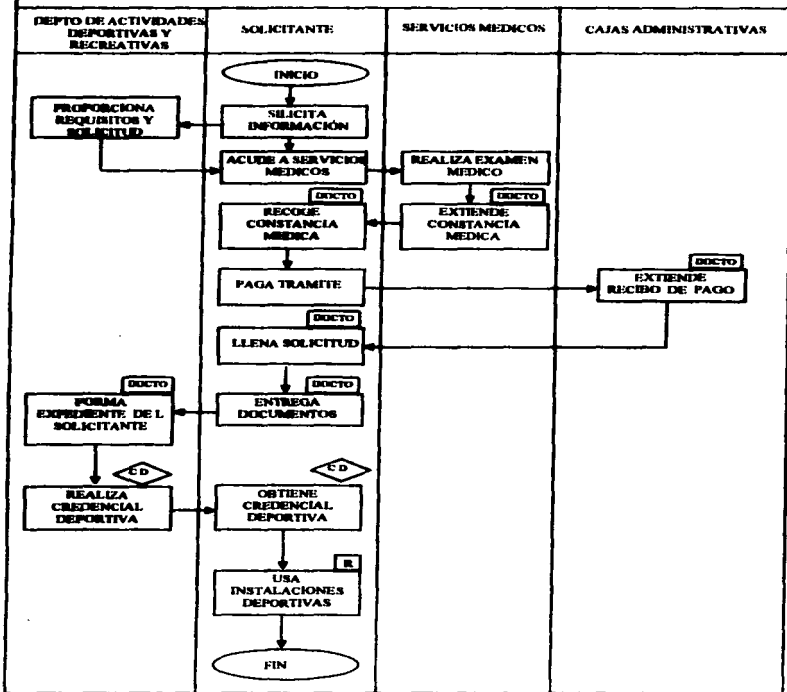 DEPTO DE ACTIVIDADES
DEPORTIVAS Y
RECREATIVAS
SOLICITANTE
SERVICIOS MEDICOS
CAJAS ADMINISTRATIVAS
INICIO
PROPORCIONA
REQUISITOS Y
SOLICITUD
SILICITA
INFORMACIÓN
ACUDE A SERVICIOS
MEDICOS
REALIZA EXAMEN
MEDICO
DOCTO
RECOGE
CONSTANCIA
MEDICA
DOCTO
EXTIENDE
CONSTANCIA
MEDICA
PAGA TRAMITE
DOCTO
EXTIENDE
RECIBO DE PAGO
DOCTO
LLENA SOLICITUD
DOCTO
FORMA
EXPEDIENTE DE L
SOLICITANTE
DOCTO
ENTREGA
DOCUMENTOS
C D
REALIZA
CREDENCIAL
DEPORTIVA
C D
OBTIENE
CREDENCIAL
DEPORTIVA
R
USA
INSTALACIONES
DEPORTIVAS
FIN